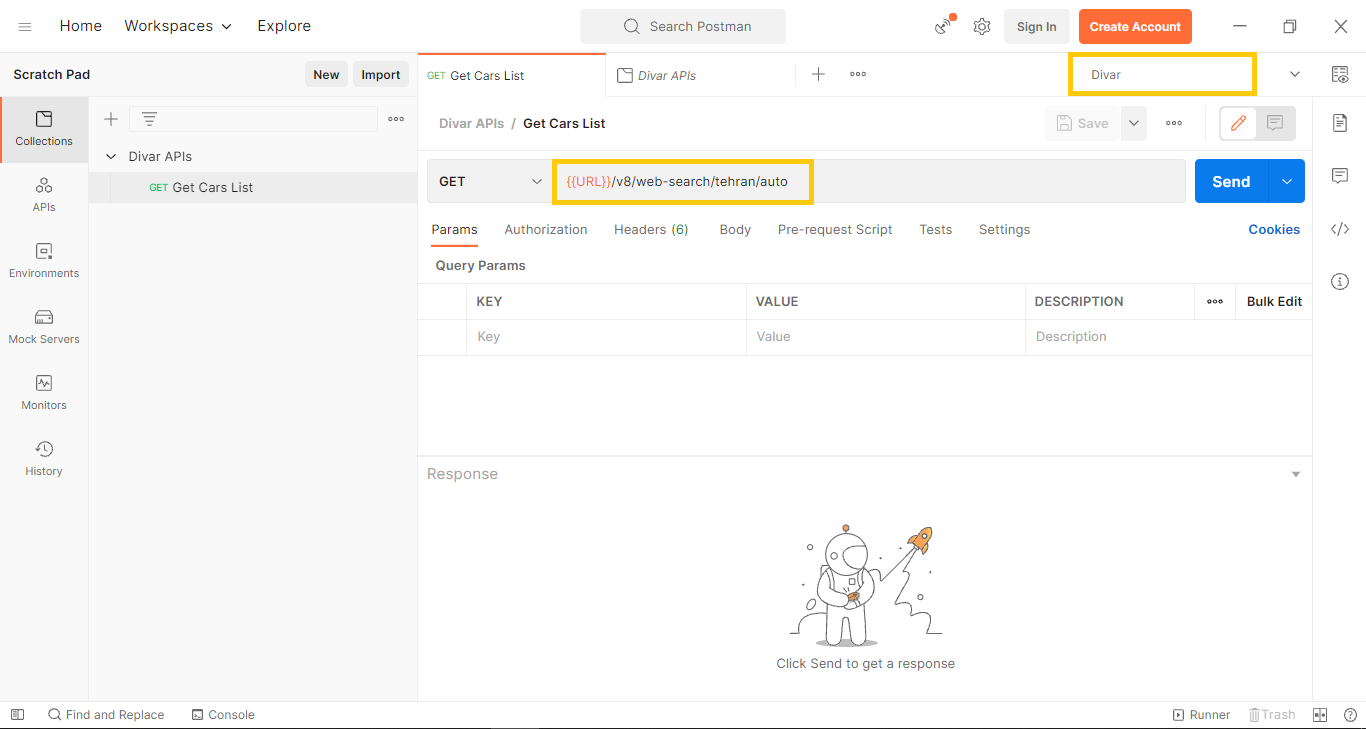 Home Workspaces Explore Search Postman Sign In Create Account
Scratch Pad New Import GET Get Cars List Divar APIs Divar
Collections
Divar APIs / Get Cars List Save
Divar APIs
GET Get Cars List
GET {{URL}}/v8/web-search/tehran/auto Send
APIs
Params Authorization Headers (6) Body Pre-request Script Tests Settings Cookies
Environments
Query Params
KEY VALUE DESCRIPTION Bulk Edit
Mock Servers
Key Value Description
Monitors
History
Response
Click Send to get a response
Find and Replace Console Runner Trash